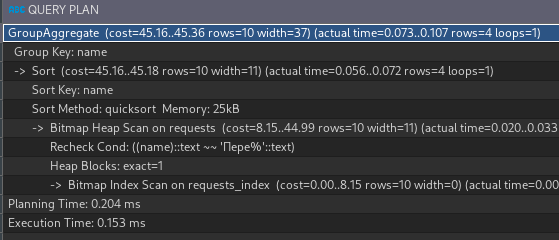 ABC QUERY PLAN
GroupAggregate (cost=45.16..45.36 rows=10 width=37) (actual time=0.073..0.107 rows=4 loops=1)
Group Key: name
-> Sort (cost=45.16..45.18 rows=10 width=11) (actual time=0.056..0.072 rows=4 loops=1)
Sort Key: name
Sort Method: quicksort Memory: 25kB
-> Bitmap Heap Scan on requests (cost=8.15..44.99 rows=10 width=11) (actual time=0.020..0.033
Recheck Cond: ((name)::text ~~ 'Пере%'::text)
Heap Blocks: exact=1
-> Bitmap Index Scan on requests_index (cost=0.00..8.15 rows=10 width=0) (actual time=0.00
Planning Time: 0.204 ms
Execution Time: 0.153 ms